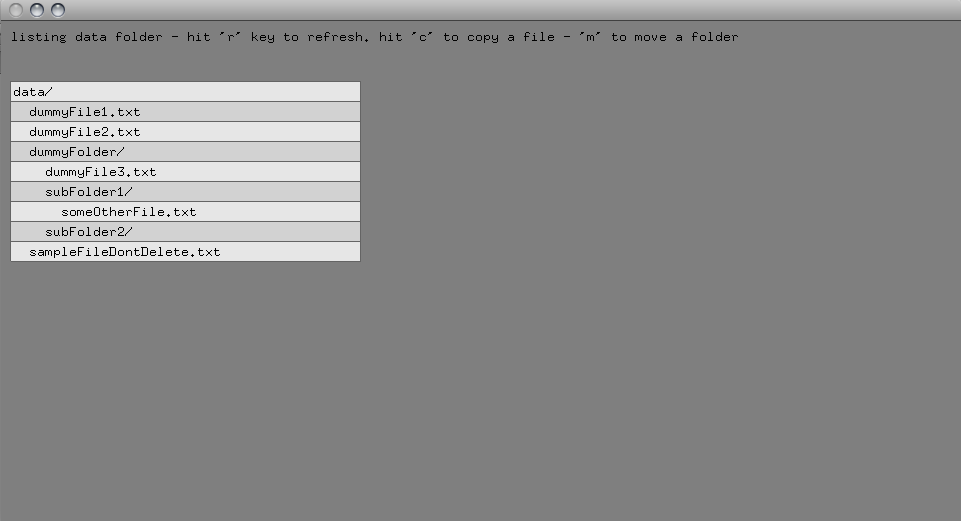 listing data folder - hit 'r' key to refresh. hit 'c' to copy a file - 'm' to move a folder
data/
dummyFile1.txt
dummyFile2.txt
dummyFolder/
dummyFile3.txt
subFolder1/
someOtherFile.txt
subFolder2/
sampleFileDontDelete.txt